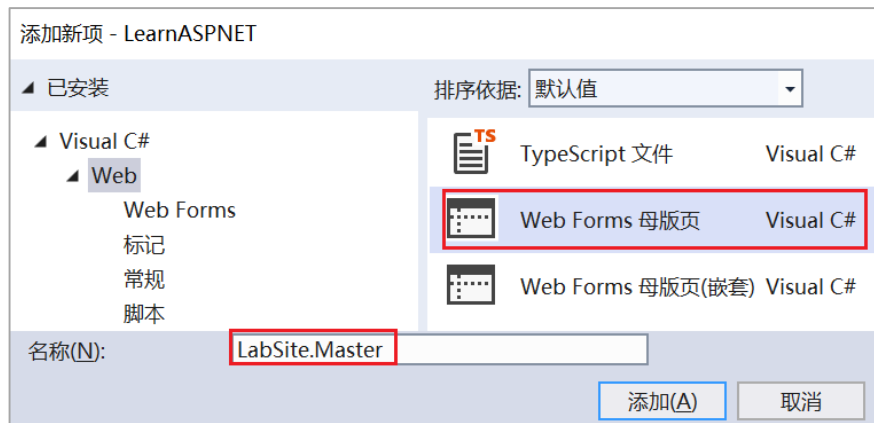 添加新项 - LearnASPNET
已安装
排序依据: 默认值
Visual C#
Web
Web Forms
标记
常规
脚本
TypeScript 文件 Visual C#
Web Forms 母版页 Visual C#
Web Forms 母版页(嵌套) Visual C#
名称(N): LabSite.Master
添加(A) 取消